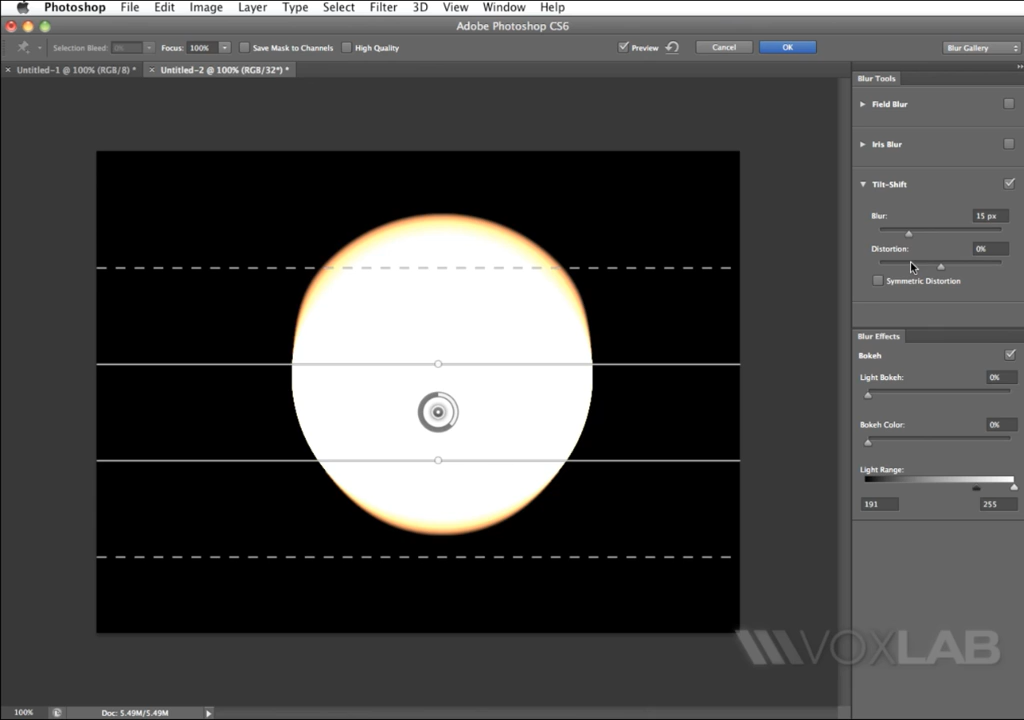 Photoshop File Edit Image Layer Type Select Filter 3D View Window Help
Adobe Photoshop CS6
Selection Bleed: 0% Focus: 100% Save Mask to Channels High Quality Preview Cancel OK Blur Gallery
× Untitled-1 @ 100% (RGB/8) * × Untitled-2 @ 100% (RGB/32*) *
Blur Tools
Field Blur
Iris Blur
Tilt-Shift
Blur: 15 px
Distortion: 0%
Symmetric Distortion
Blur Effects
Bokeh
Light Bokeh: 0%
Bokeh Color: 0%
Light Range:
191 255
VOXLAB
100% Doc: 5.49M/5.49M